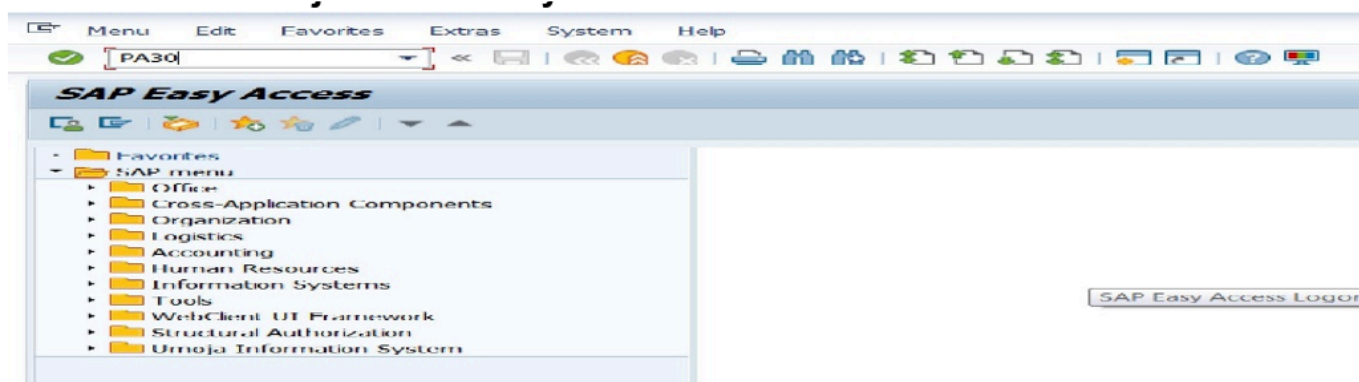 Menu Edit Favorites Extras System Help
PA30
SAP Easy Access
Favorites
SAP menu
Office
Cross-Application Components
Organization
Logistics
Accounting
Human Resources
Information Systems
Tools
WebClient UI Framework
Structural Authorization
Umoja Information System
SAP Easy Access Logon